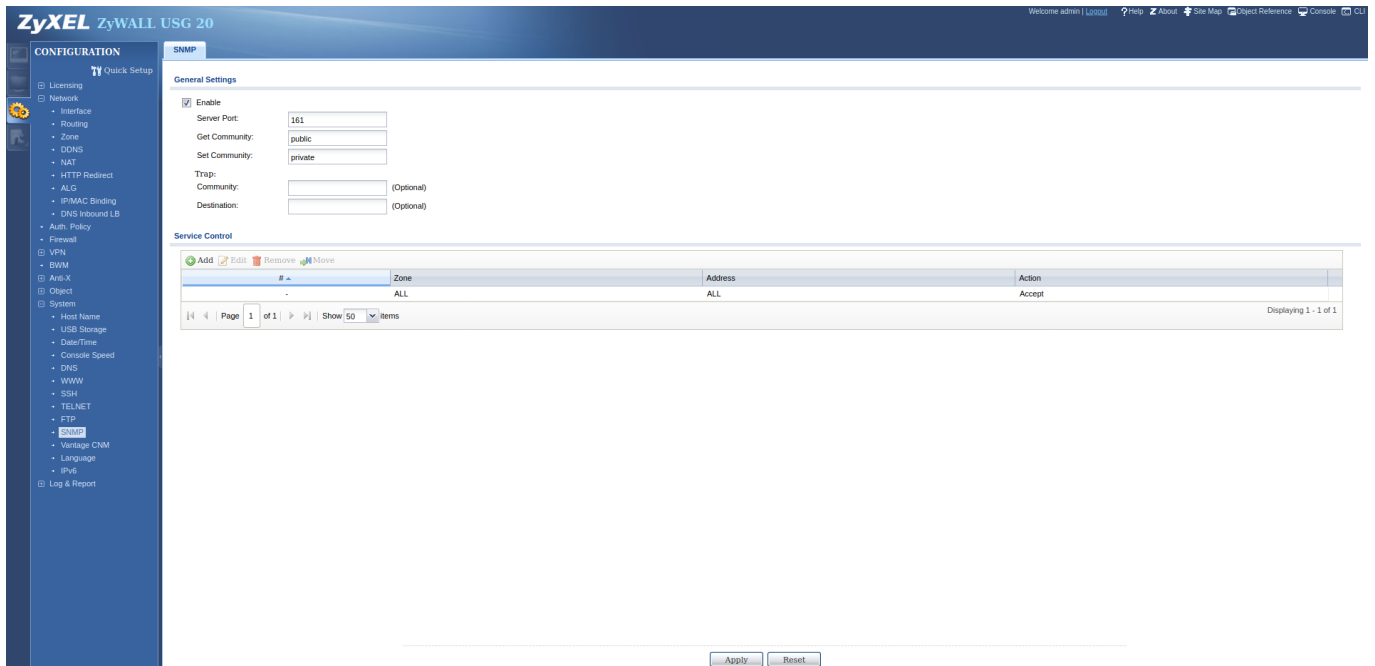 ZyXEL ZyWALL USG 20
Welcome admin | Logout ?Help Z About Site Map Object Reference Console CLI
CONFIGURATION
Quick Setup
Licensing
Network
Interface
Routing
Zone
DDNS
NAT
HTTP Redirect
ALG
IP/MAC Binding
DNS Inbound LB
Auth. Policy
Firewall
VPN
BWM
Anti-X
Object
System
Host Name
USB Storage
Date/Time
Console Speed
DNS
WWW
SSH
TELNET
FTP
SNMP
Vantage CNM
Language
IPv6
Log & Report
SNMP
General Settings
Enable
Server Port: 161
Get Community: public
Set Community: private
Trap:
Community: (Optional)
Destination: (Optional)
Service Control
Add Edit Remove Move
# Zone Address Action
- ALL ALL Accept
Page 1 of 1 Show 50 items Displaying 1 - 1 of 1
Apply Reset